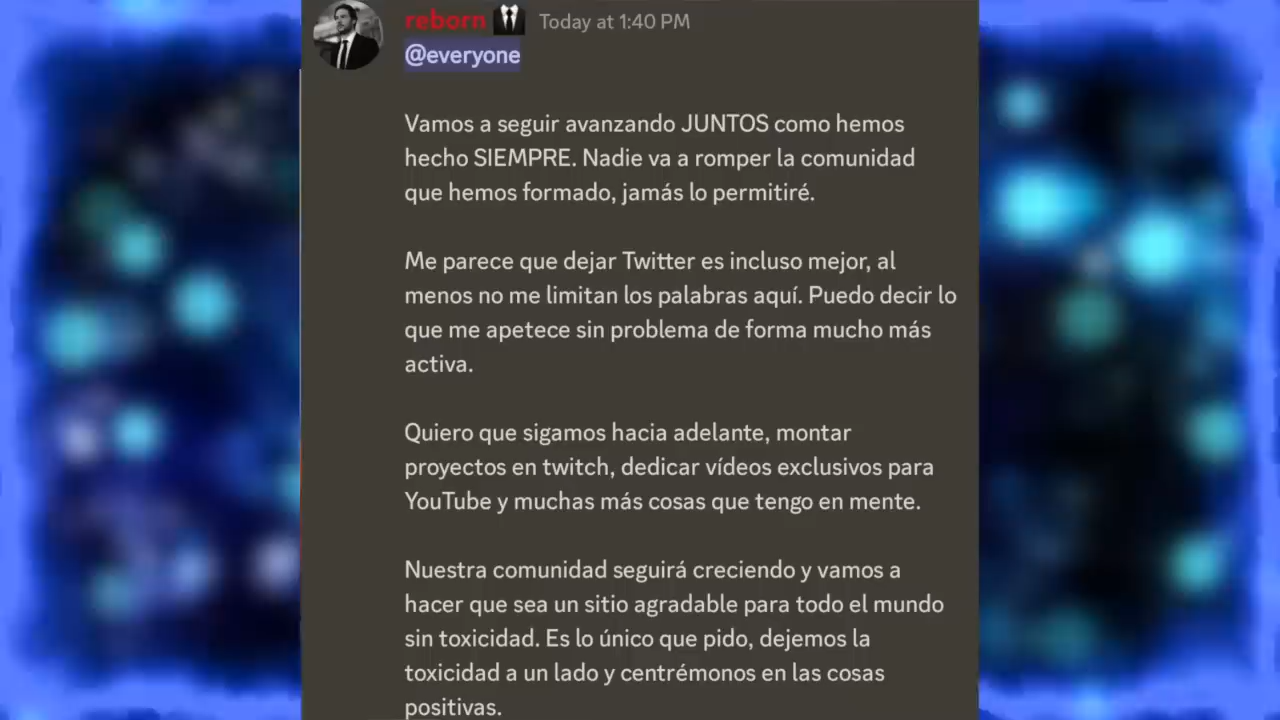 reborn Today at 1:40 PM
@everyone
Vamos a seguir avanzando JUNTOS como hemos
hecho SIEMPRE. Nadie va a romper la comunidad
que hemos formado, jamás lo permitiré.
Me parece que dejar Twitter es incluso mejor, al
menos no me limitan los palabras aquí. Puedo decir lo
que me apetece sin problema de forma mucho más
activa.
Quiero que sigamos hacia adelante, montar
proyectos en twitch, dedicar vídeos exclusivos para
YouTube y muchas más cosas que tengo en mente.
Nuestra comunidad seguirá creciendo y vamos a
hacer que sea un sitio agradable para todo el mundo
sin toxicidad. Es lo único que pido, dejemos la
toxicidad a un lado y centrémonos en las cosas
positivas.